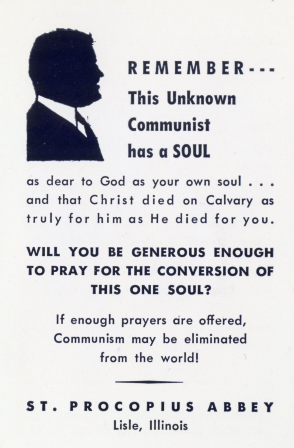 REMEMBER---
This Unknown
Communist
has a SOUL
as dear to God as your own soul . . .
and that Christ died on Calvary as
truly for him as He died for you.
WILL YOU BE GENEROUS ENOUGH
TO PRAY FOR THE CONVERSION OF
THIS ONE SOUL?
If enough prayers are offered,
Communism may be eliminated
from the world!
ST. PROCOPIUS ABBEY
Lisle, Illinois